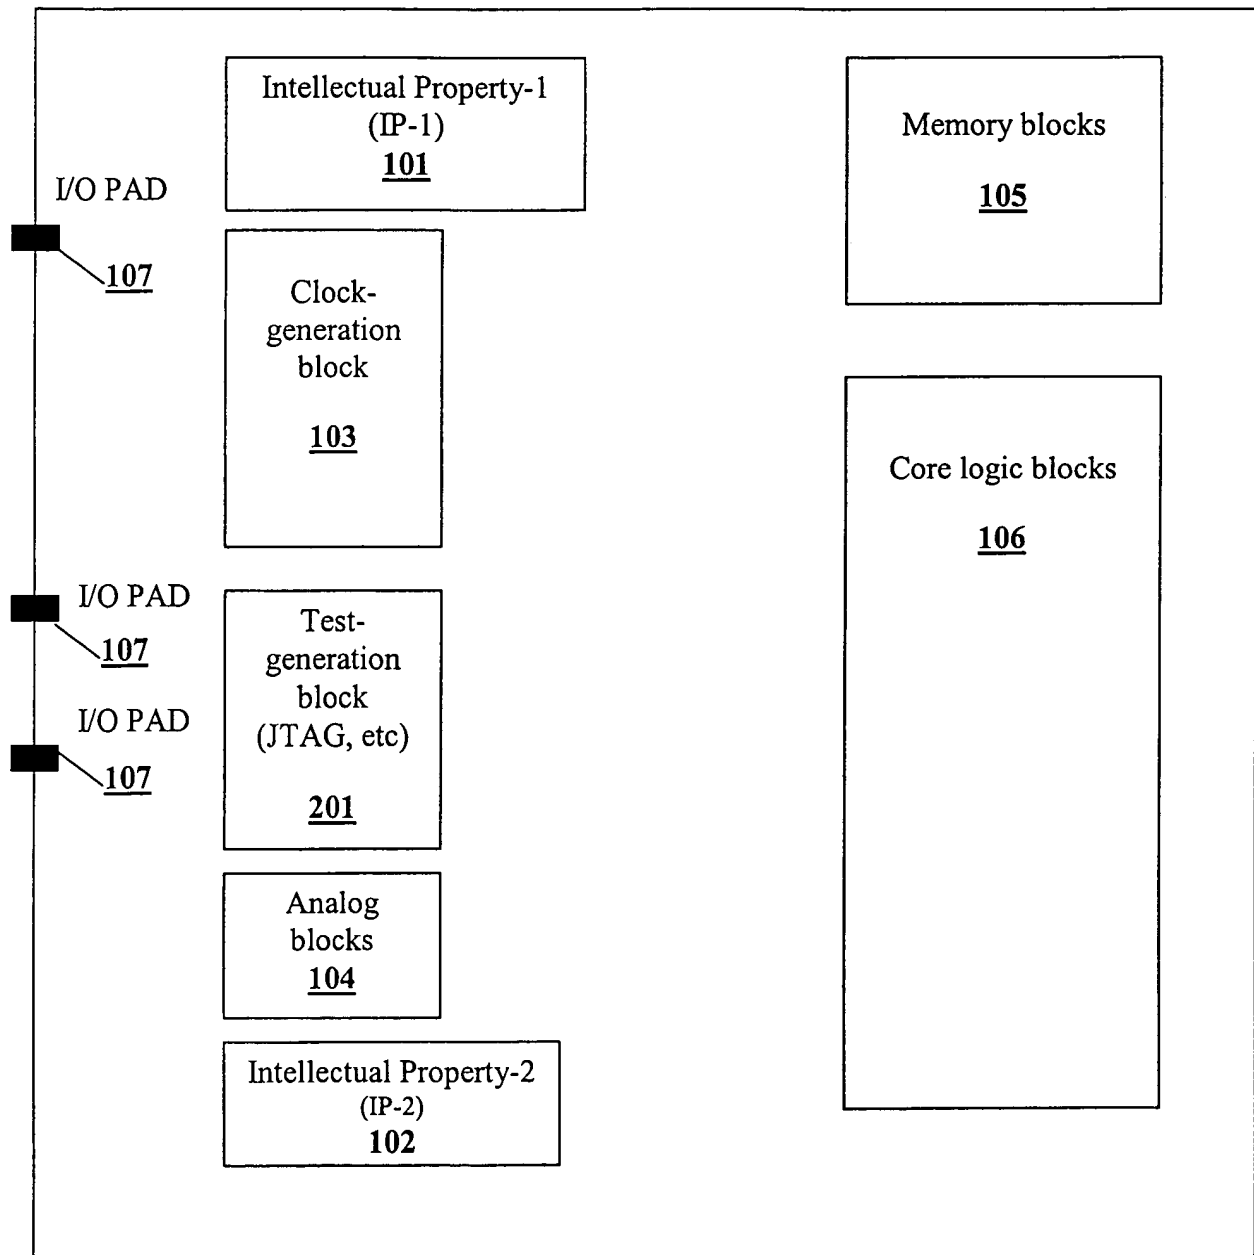 Intellectual Property-1
(IP-1)
101
Memory blocks
105
I/O PAD
107
Clock-
generation
block
103
Core logic blocks
106
I/O PAD
107
Test-
generation
block
(JTAG, etc)
201
I/O PAD
107
Analog
blocks
104
Intellectual Property-2
(IP-2)
102